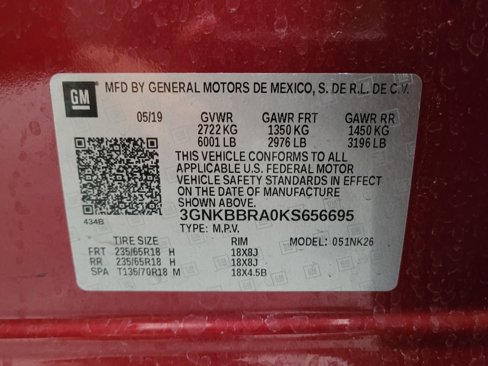 GM
MFD BY GENERAL MOTORS DE MEXICO, S. DE R.L. DE C.V.
05/19 GVWR GAWR FRT GAWR RR
2722 KG 1350 KG 1450 KG
6001 LB 2976 LB 3196 LB
THIS VEHICLE CONFORMS TO ALL
APPLICABLE U.S. FEDERAL MOTOR
VEHICLE SAFETY STANDARDS IN EFFECT
ON THE DATE OF MANUFACTURE
SHOWN ABOVE.
3GNKBBRA0KS656695
434B TYPE: M.P.V.
TIRE SIZE RIM MODEL: 051NK26
FRT 235/65R18 H 18X8J
RR 235/65R18 H 18X8J
SPA T135/70R18 M 18X4.5B